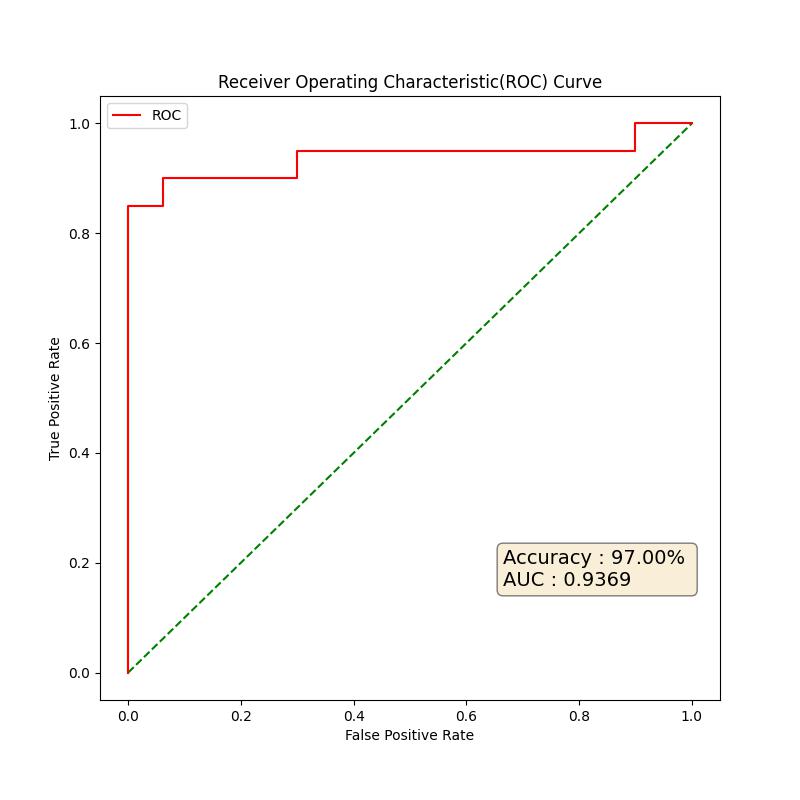 Receiver Operating Characteristic(ROC) Curve
ROC
1.0
0.8
0.6
0.4
0.2
0.0
True Positive Rate
Accuracy : 97.00%
AUC : 0.9369
0.0 0.2 0.4 0.6 0.8 1.0
False Positive Rate